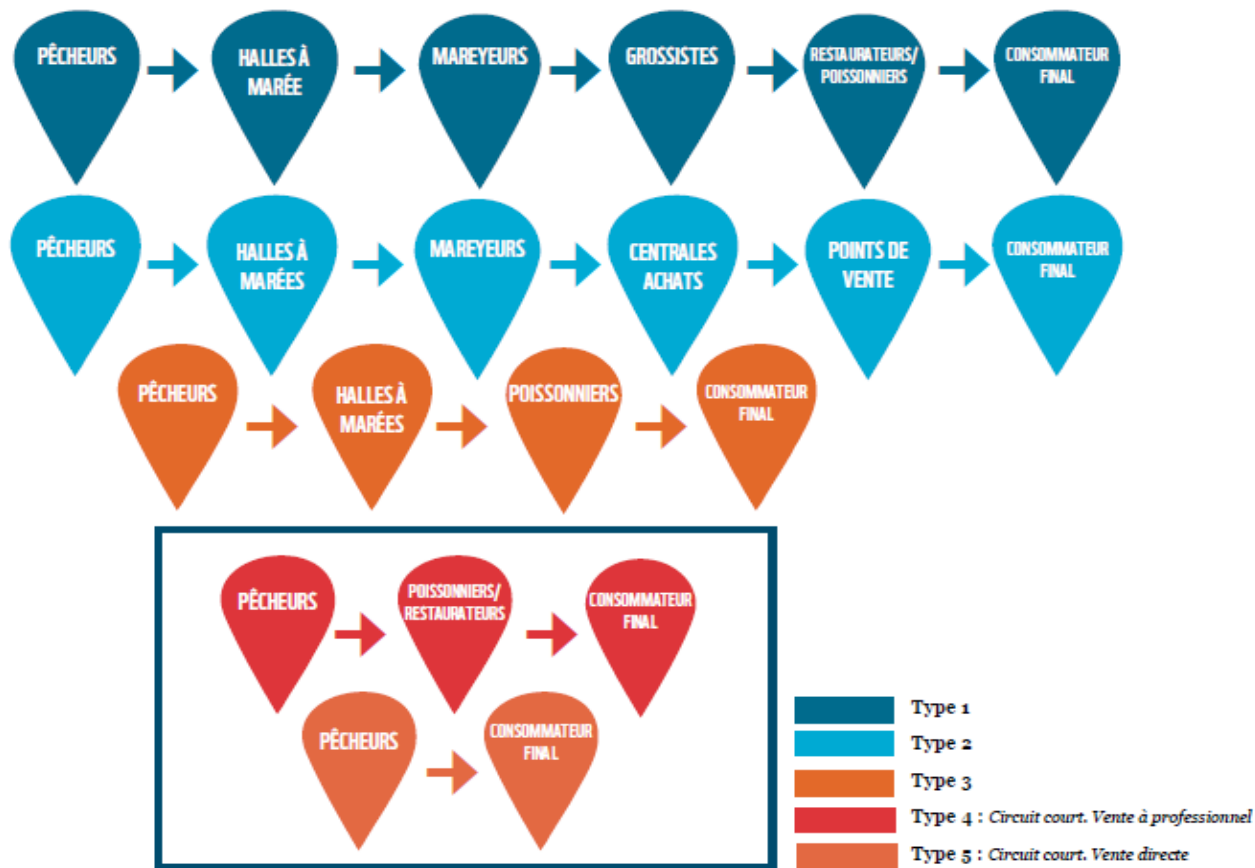 PÊCHEURS
HALLES À
MARÉE
MAREYEURS
GROSSISTES
RESTAURATEURS/
POISSONNIERS
CONSOMMATEUR
FINAL
PÊCHEURS
HALLES À
MARÉES
MAREYEURS
CENTRALES
ACHATS
POINTS DE
VENTE
CONSOMMATEUR
FINAL
PÊCHEURS
HALLES À
MARÉES
POISSONNIERS
CONSOMMATEUR
FINAL
PÊCHEURS
POISSONNIERS/
RESTAURATEURS
CONSOMMATEUR
FINAL
PÊCHEURS
CONSOMMATEUR
FINAL
Type 1
Type 2
Type 3
Type 4 : Circuit court. Vente à professionnel
Type 5 : Circuit court. Vente directe